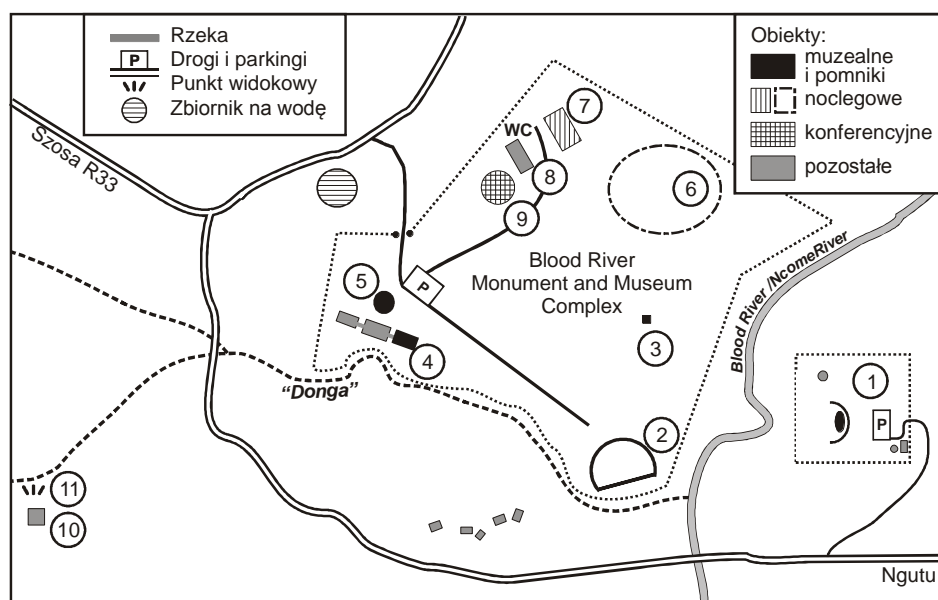 Rzeka
P
Drogi i parkingi
Punkt widokowy
Zbiornik na wodę
Obiekty:
muzealne
i pomniki
noclegowe
konferencyjne
pozostałe
Szosa R33
WC
7
8
6
9
Blood River
Monument and Museum
Complex
P
5
4
3
"Donga"
2
Blood River /NcomeRiver
1
P
11
10
Ngutu